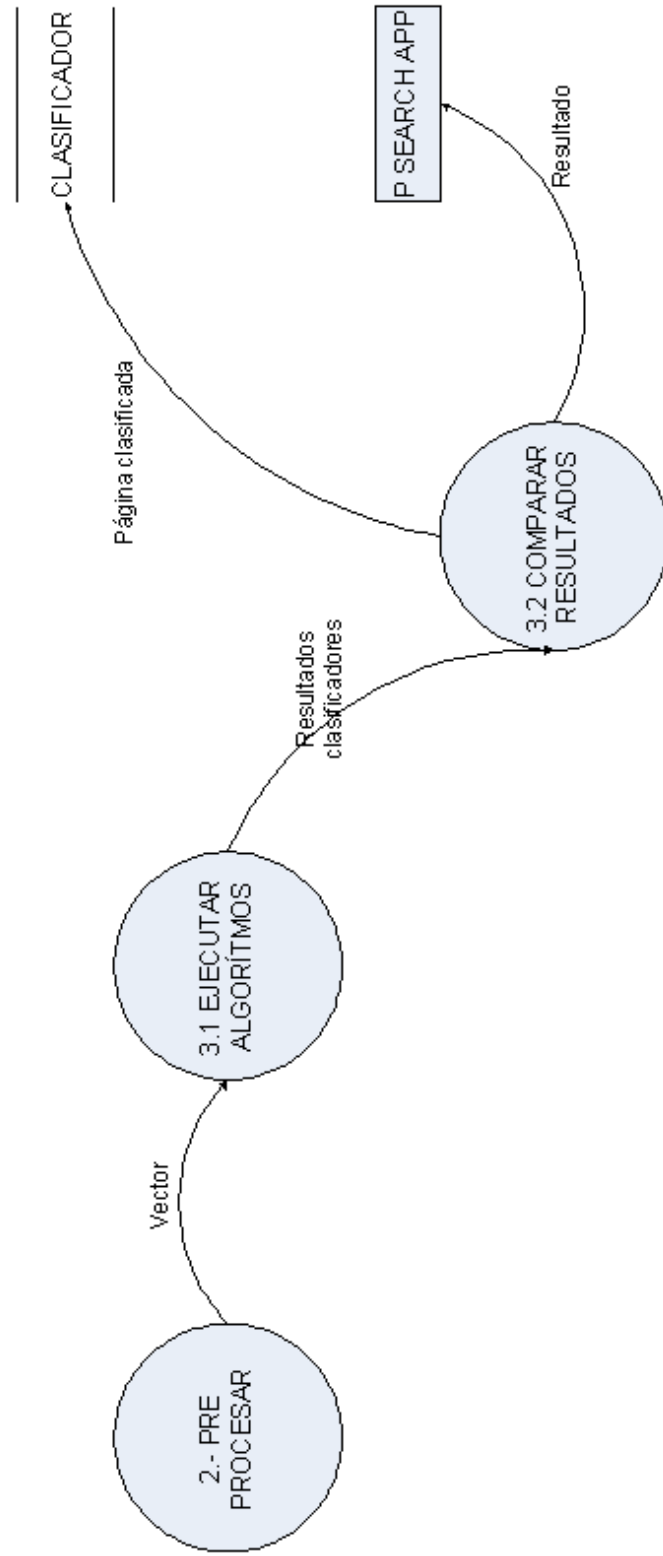 2.- PRE
PROCESAR
Vector
3.1 EJECUTAR
ALGORÍTMOS
Resultados
clasificadores
3.2 COMPARAR
RESULTADOS
Página clasificada
CLASIFICADOR
Resultado
P SEARCH APP